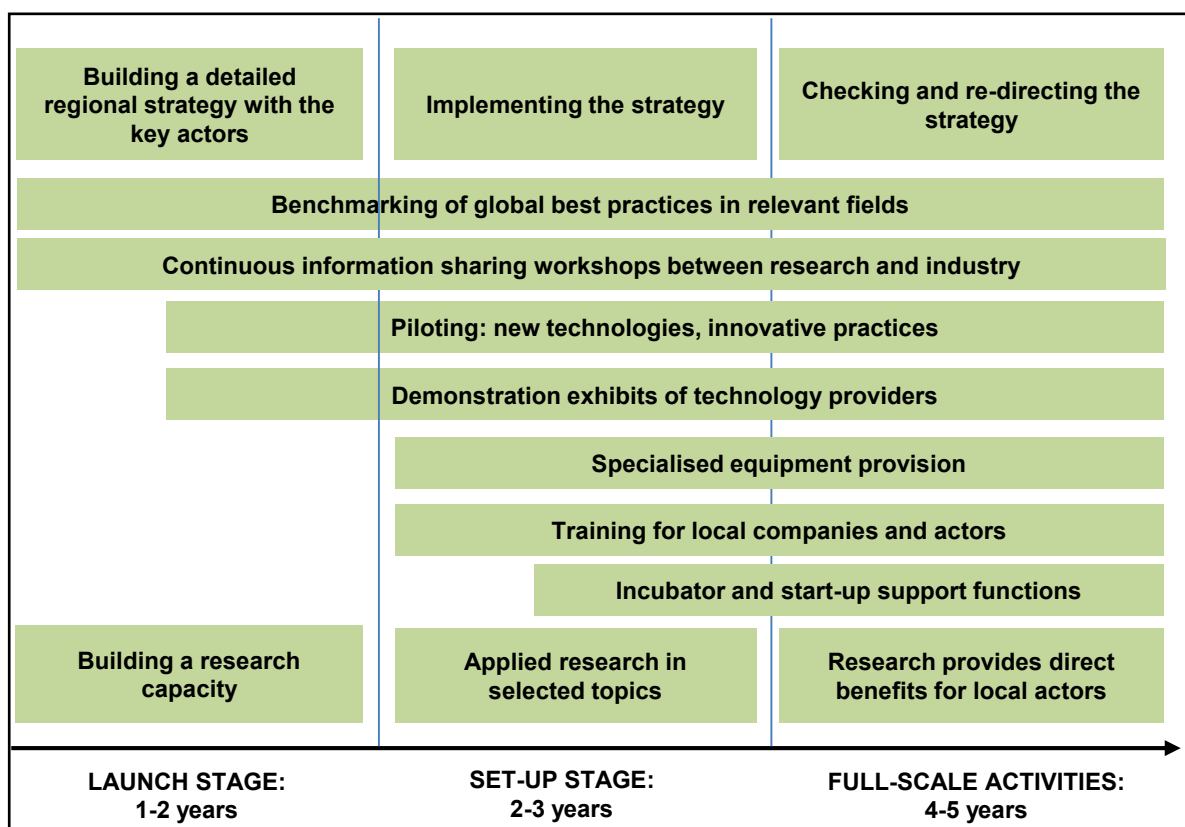 Building a detailed
regional strategy with the
key actors
Implementing the strategy
Checking and re-directing the
strategy
Benchmarking of global best practices in relevant fields
Continuous information sharing workshops between research and industry
Piloting: new technologies, innovative practices
Demonstration exhibits of technology providers
Specialised equipment provision
Training for local companies and actors
Incubator and start-up support functions
Building a research
capacity
Applied research in
selected topics
Research provides direct
benefits for local actors
LAUNCH STAGE:
1-2 years
SET-UP STAGE:
2-3 years
FULL-SCALE ACTIVITIES:
4-5 years